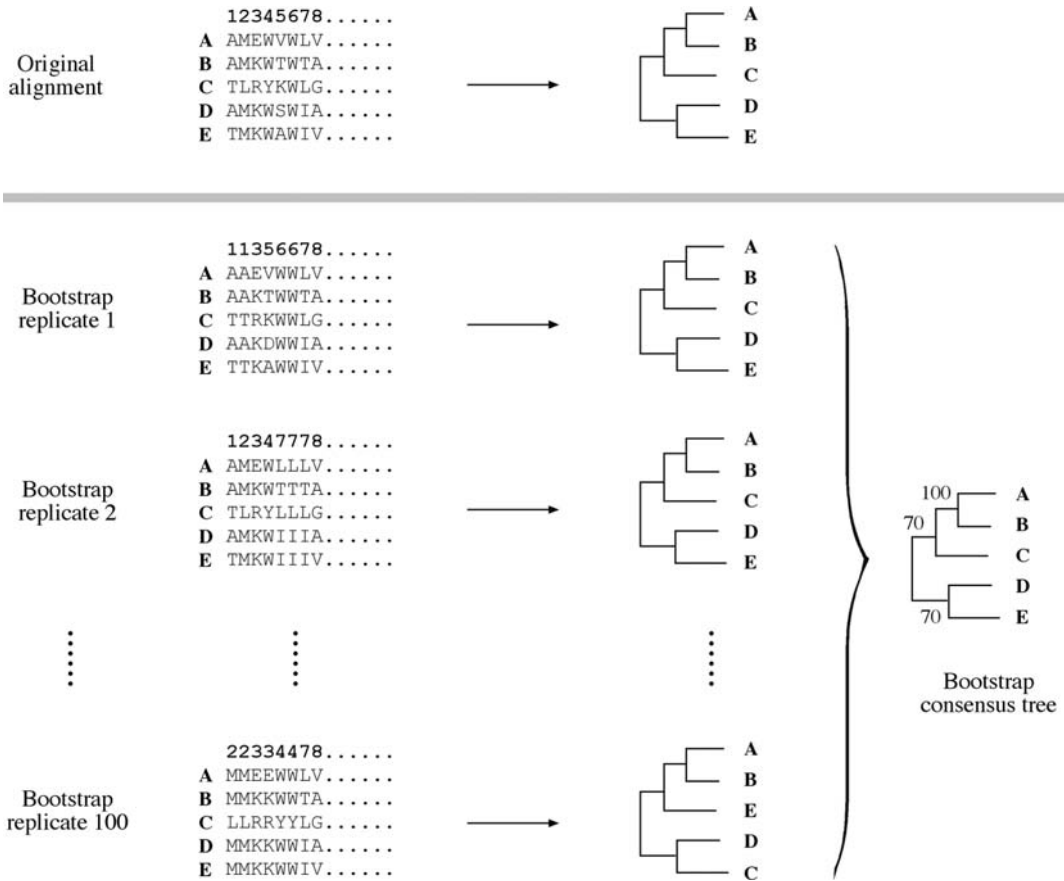 12345678......
A AMEWVWLV......
B AMKWTWTA......
C TLRYKWLG......
D AMKWSWIA......
E TMKWAWIV......
Original
alignment
A
B
C
D
E
11356678......
A AAEVWWLV......
B AAKTWWTA......
C TTRKWWLG......
D AAKDWWIA......
E TTKAWWIV......
Bootstrap
replicate 1
A
B
C
D
E
12347778......
A AMEWLLLV......
B AMKWTTTA......
C TLRYLLLG......
D AMKWIIIA......
E TMKWIIIV......
Bootstrap
replicate 2
A
B
C
D
E
22334478......
A MMEEWWLV......
B MMKKWWTA......
C LLRRYYLG......
D MMKKWWIA......
E MMKKWWIV......
Bootstrap
replicate 100
A
B
E
D
C
100
70
70
A
B
C
D
E
Bootstrap
consensus tree